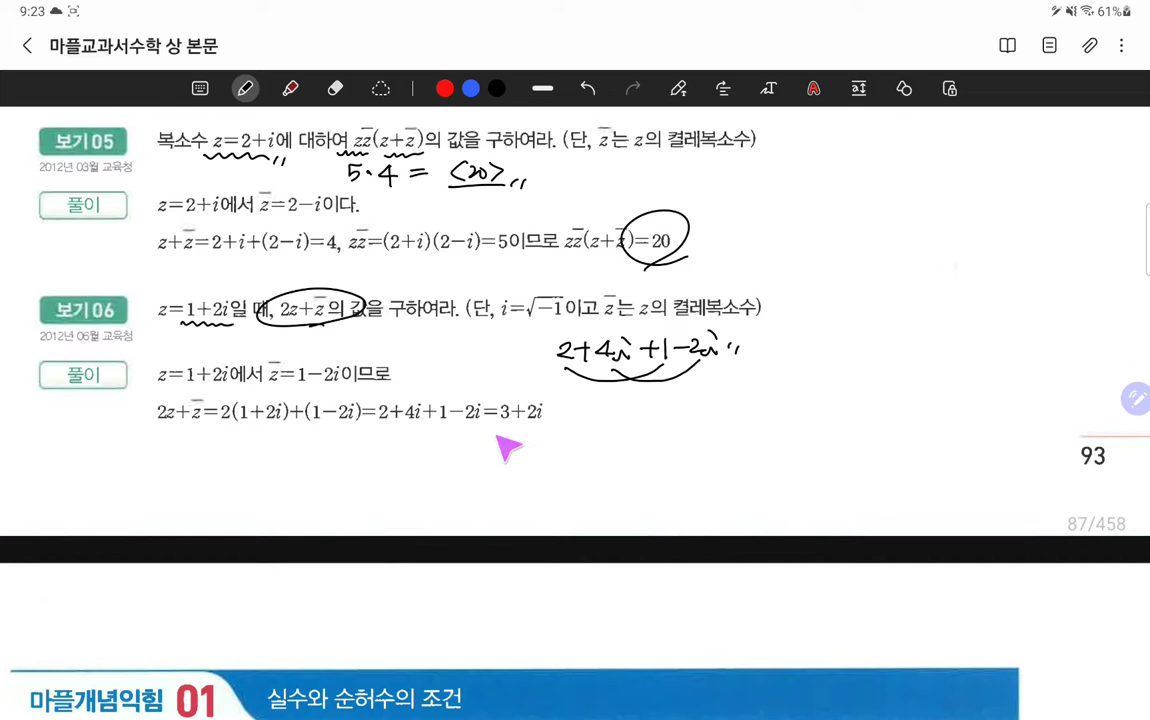 9:23 61%
마플교과서수학 상 본문
보기 05 복소수 z=2+i에 대하여 zz̄(z+z̄)의 값을 구하여라. (단, z̄는 z의 켤레복소수)
2012년 03월 교육청
5·4 = <20>
풀이 z=2+i에서 z̄=2-i이다.
z+z̄=2+i+(2-i)=4, zz̄=(2+i)(2-i)=5이므로 zz̄(z+z̄)=20
보기 06 z=1+2i일 때, 2z+z̄의 값을 구하여라. (단, i=√-1이고 z̄는 z의 켤레복소수)
2012년 06월 교육청
2+4i+1-2i
풀이 z=1+2i에서 z̄=1-2i이므로
2z+z̄=2(1+2i)+(1-2i)=2+4i+1-2i=3+2i
93
87/458
마플개념익힘 01 실수와 순허수의 조건